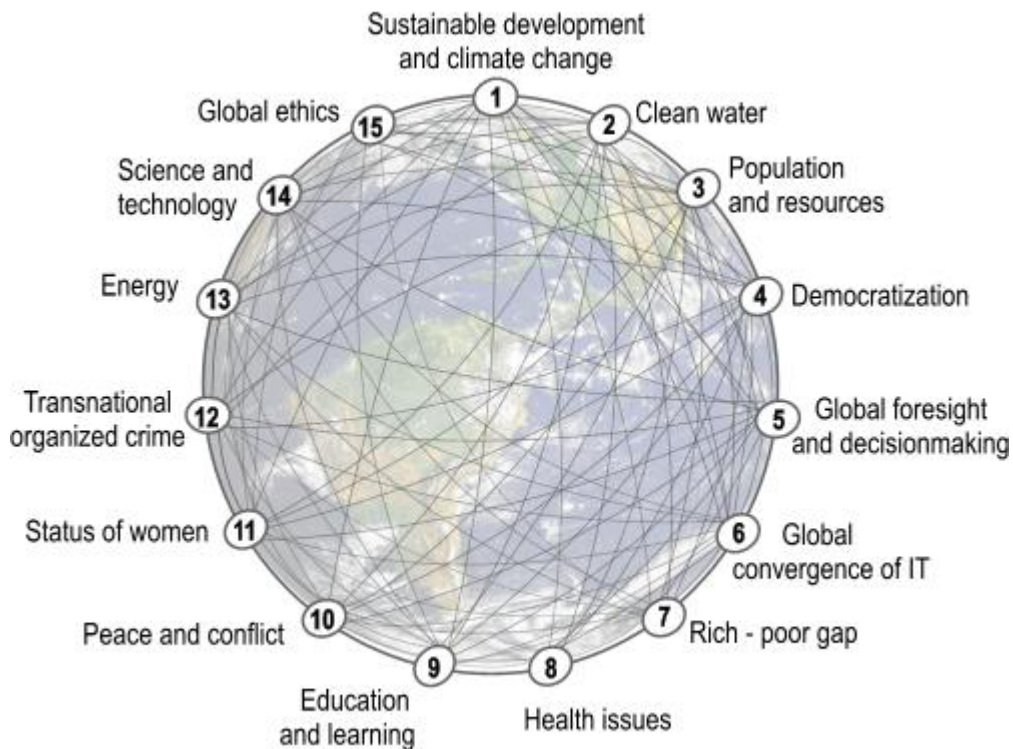 Sustainable development
and climate change
1
Clean water
2
Population
and resources
3
Democratization
4
Global foresight
and decisionmaking
5
Global
convergence of IT
6
Rich - poor gap
7
Health issues
8
Education
and learning
9
Peace and conflict
10
Status of women
11
Transnational
organized crime
12
Energy
13
Science and
technology
14
Global ethics
15